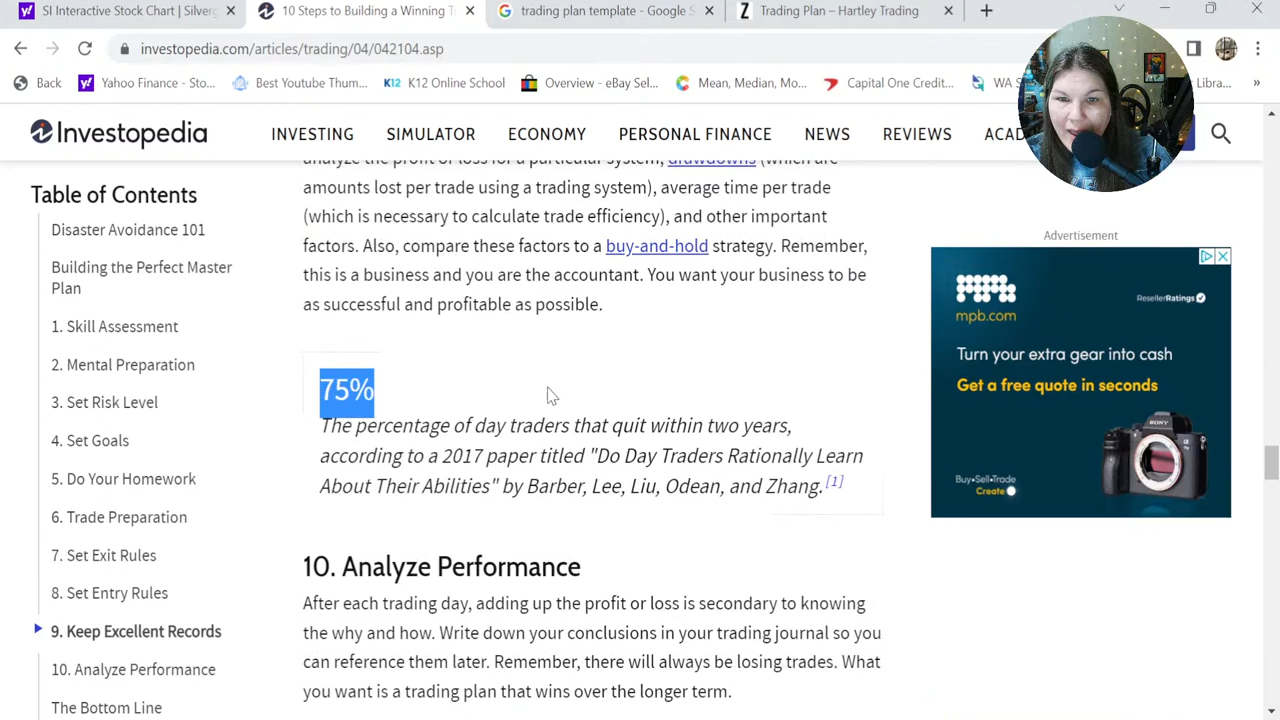 SI Interactive Stock Chart | Silverg
10 Steps to Building a Winning T
trading plan template - Google S
Trading Plan – Hartley Trading
investopedia.com/articles/trading/04/042104.asp
Back
Yahoo Finance - Sto...
Best Youtube Thum...
K12 Online School
Overview - eBay Sel...
Mean, Median, Mo...
Capital One Credit...
WA S
Libra...
Investopedia
INVESTING
SIMULATOR
ECONOMY
PERSONAL FINANCE
NEWS
REVIEWS
ACAD
Table of Contents
Disaster Avoidance 101
Building the Perfect Master
Plan
1. Skill Assessment
2. Mental Preparation
3. Set Risk Level
4. Set Goals
5. Do Your Homework
6. Trade Preparation
7. Set Exit Rules
8. Set Entry Rules
9. Keep Excellent Records
10. Analyze Performance
The Bottom Line
analyze the profit or loss for a particular system, drawdowns (which are
amounts lost per trade using a trading system), average time per trade
(which is necessary to calculate trade efficiency), and other important
factors. Also, compare these factors to a buy-and-hold strategy. Remember,
this is a business and you are the accountant. You want your business to be
as successful and profitable as possible.
75%
The percentage of day traders that quit within two years,
according to a 2017 paper titled "Do Day Traders Rationally Learn
About Their Abilities" by Barber, Lee, Liu, Odean, and Zhang.[1]
10. Analyze Performance
After each trading day, adding up the profit or loss is secondary to knowing
the why and how. Write down your conclusions in your trading journal so you
can reference them later. Remember, there will always be losing trades. What
you want is a trading plan that wins over the longer term.
Advertisement
mpb.com
ResellerRatings
Turn your extra gear into cash
Get a free quote in seconds
SONY
Buy•Sell•Trade
Create